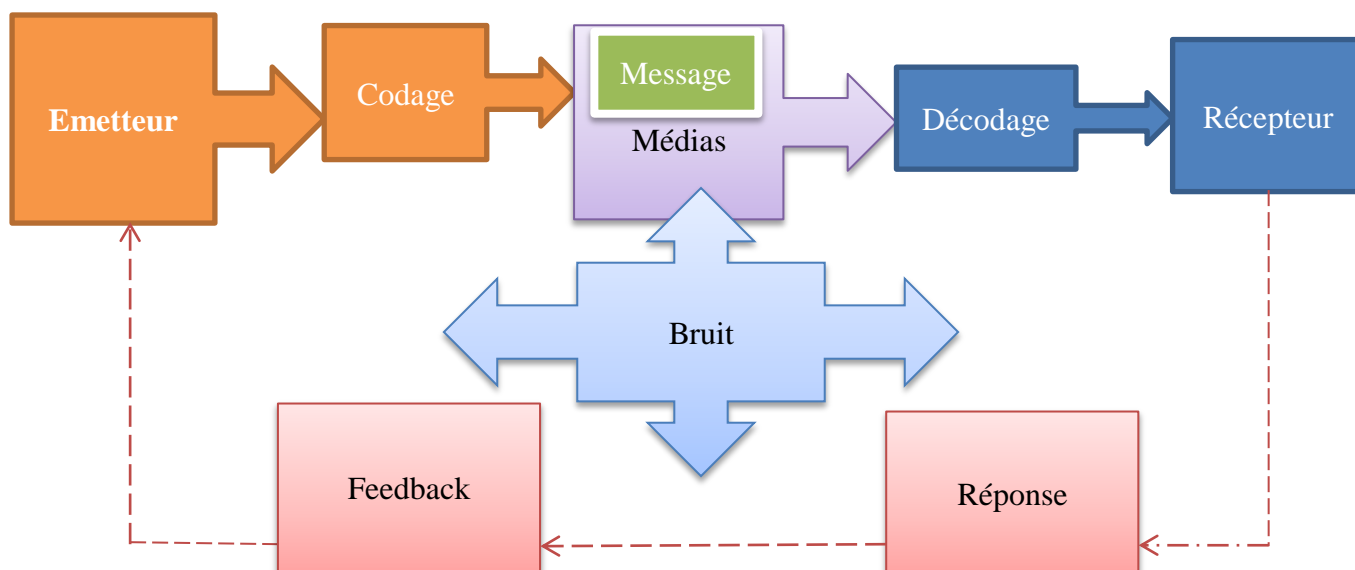 Emetteur
Codage
Message
Médias
Décodage
Récepteur
Bruit
Feedback
Réponse